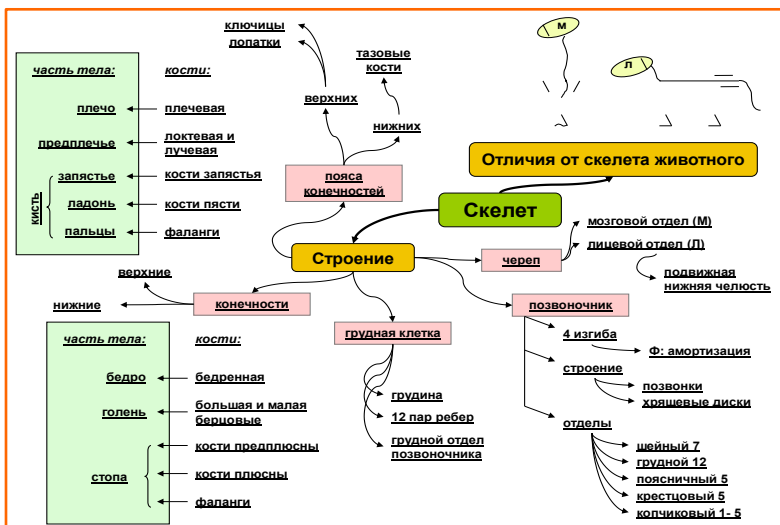 ключицы
лопатки
тазовые
кости
верхних
нижних
пояса
конечностей
м
л
Отличия от скелета животного
Скелет
Строение
часть тела: кости:
плечо плечевая
предплечье локтевая и
лучевая
запястье кости запястья
кисть
ладонь кости пясти
пальцы фаланги
череп
мозговой отдел (М)
лицевой отдел (Л)
подвижная
нижняя челюсть
верхние
нижние
конечности
часть тела: кости:
бедро бедренная
голень большая и малая
берцовые
кости предплюсны
стопа кости плюсны
фаланги
грудная клетка
грудина
12 пар ребер
грудной отдел
позвоночника
позвоночник
4 изгиба
Ф: амортизация
строение
позвонки
хрящевые диски
отделы
шейный 7
грудной 12
поясничный 5
крестцовый 5
копчиковый 1- 5